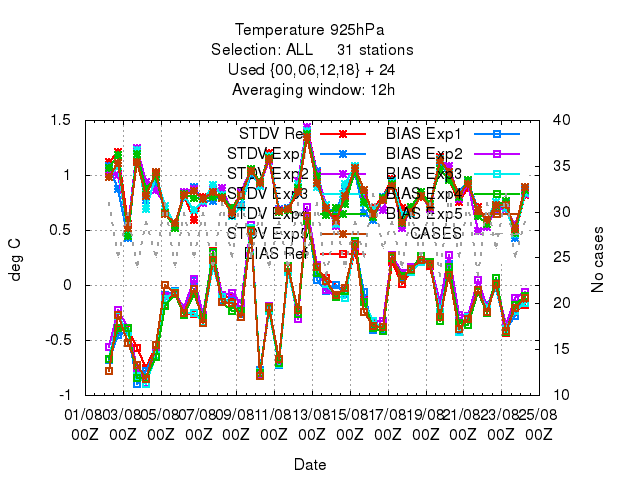 Temperature 925hPa
Selection: ALL 31 stations
Used {00,06,12,18} + 24
Averaging window: 12h
1.5
1
0.5
0
-0.5
-1
deg C
40
35
30
25
20
15
10
No cases
STDV Ref
STDV Exp1
STDV Exp2
STDV Exp3
STDV Exp4
STDV Exp5
BIAS Ref
BIAS Exp1
BIAS Exp2
BIAS Exp3
BIAS Exp4
BIAS Exp5
CASES
01/08 03/08 05/08 07/08 09/08 11/08 13/08 15/08 17/08 19/08 21/08 23/08 25/08
00Z 00Z 00Z 00Z 00Z 00Z 00Z 00Z 00Z 00Z 00Z 00Z 00Z
Date